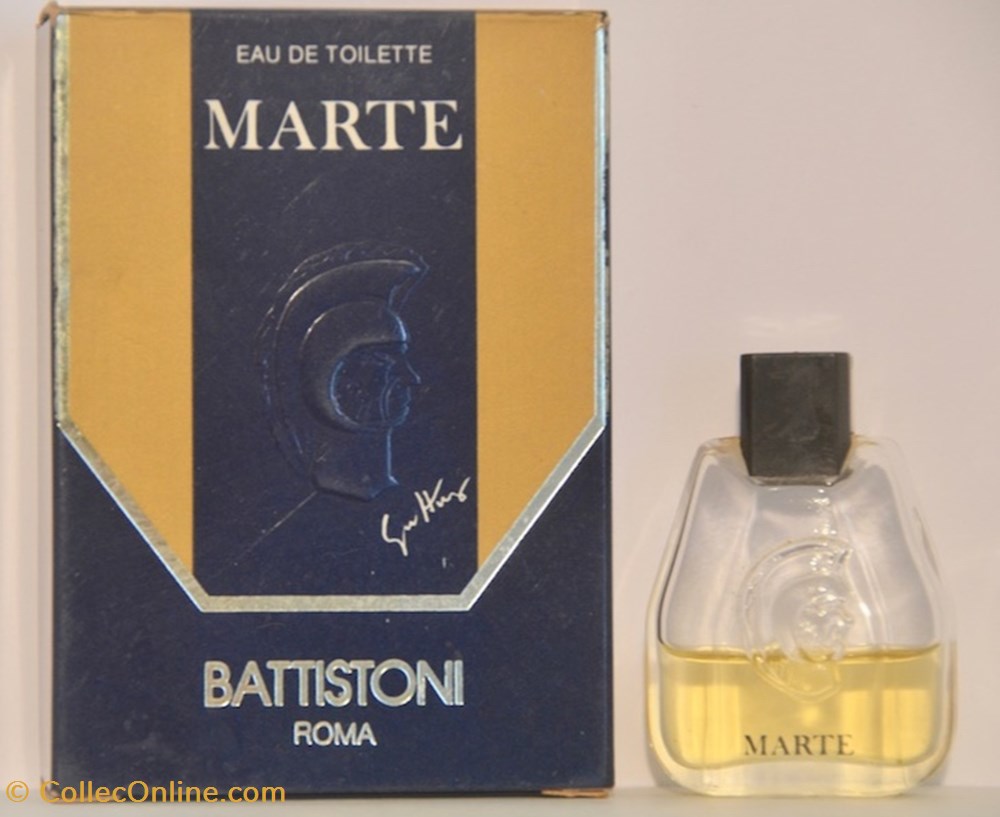 EAU DE TOILETTE
MARTE
BATTISTONI
ROMA
MARTE
© CollecOnline.com